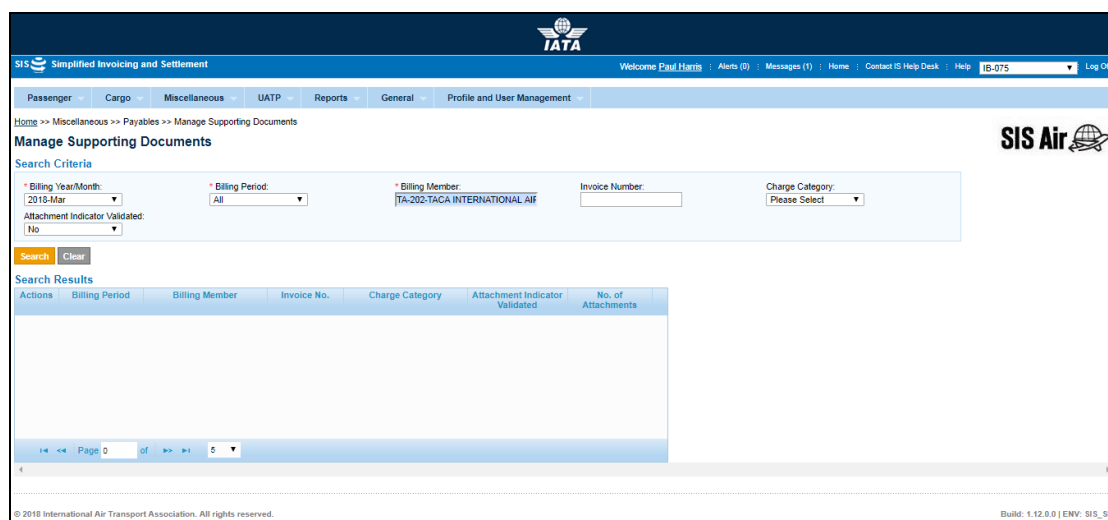 IATA
SIS Simplified Invoicing and Settlement
Welcome Paul Harris : Alerts (0) : Messages (1) : Home : Contact IS Help Desk : Help IB-075 Log Of
Passenger Cargo Miscellaneous UATP Reports General Profile and User Management
Home >> Miscellaneous >> Payables >> Manage Supporting Documents
SIS Air
Manage Supporting Documents
Search Criteria
* Billing Year/Month: * Billing Period: * Billing Member: Invoice Number: Charge Category:
2018-Mar All TA-202-TACA INTERNATIONAL AIR Please Select
Attachment Indicator Validated:
No
Search Clear
Search Results
Actions Billing Period Billing Member Invoice No. Charge Category Attachment Indicator Validated No. of Attachments
Page 0 of 5
© 2018 International Air Transport Association. All rights reserved. Build: 1.12.0.0 | ENV: SIS_S